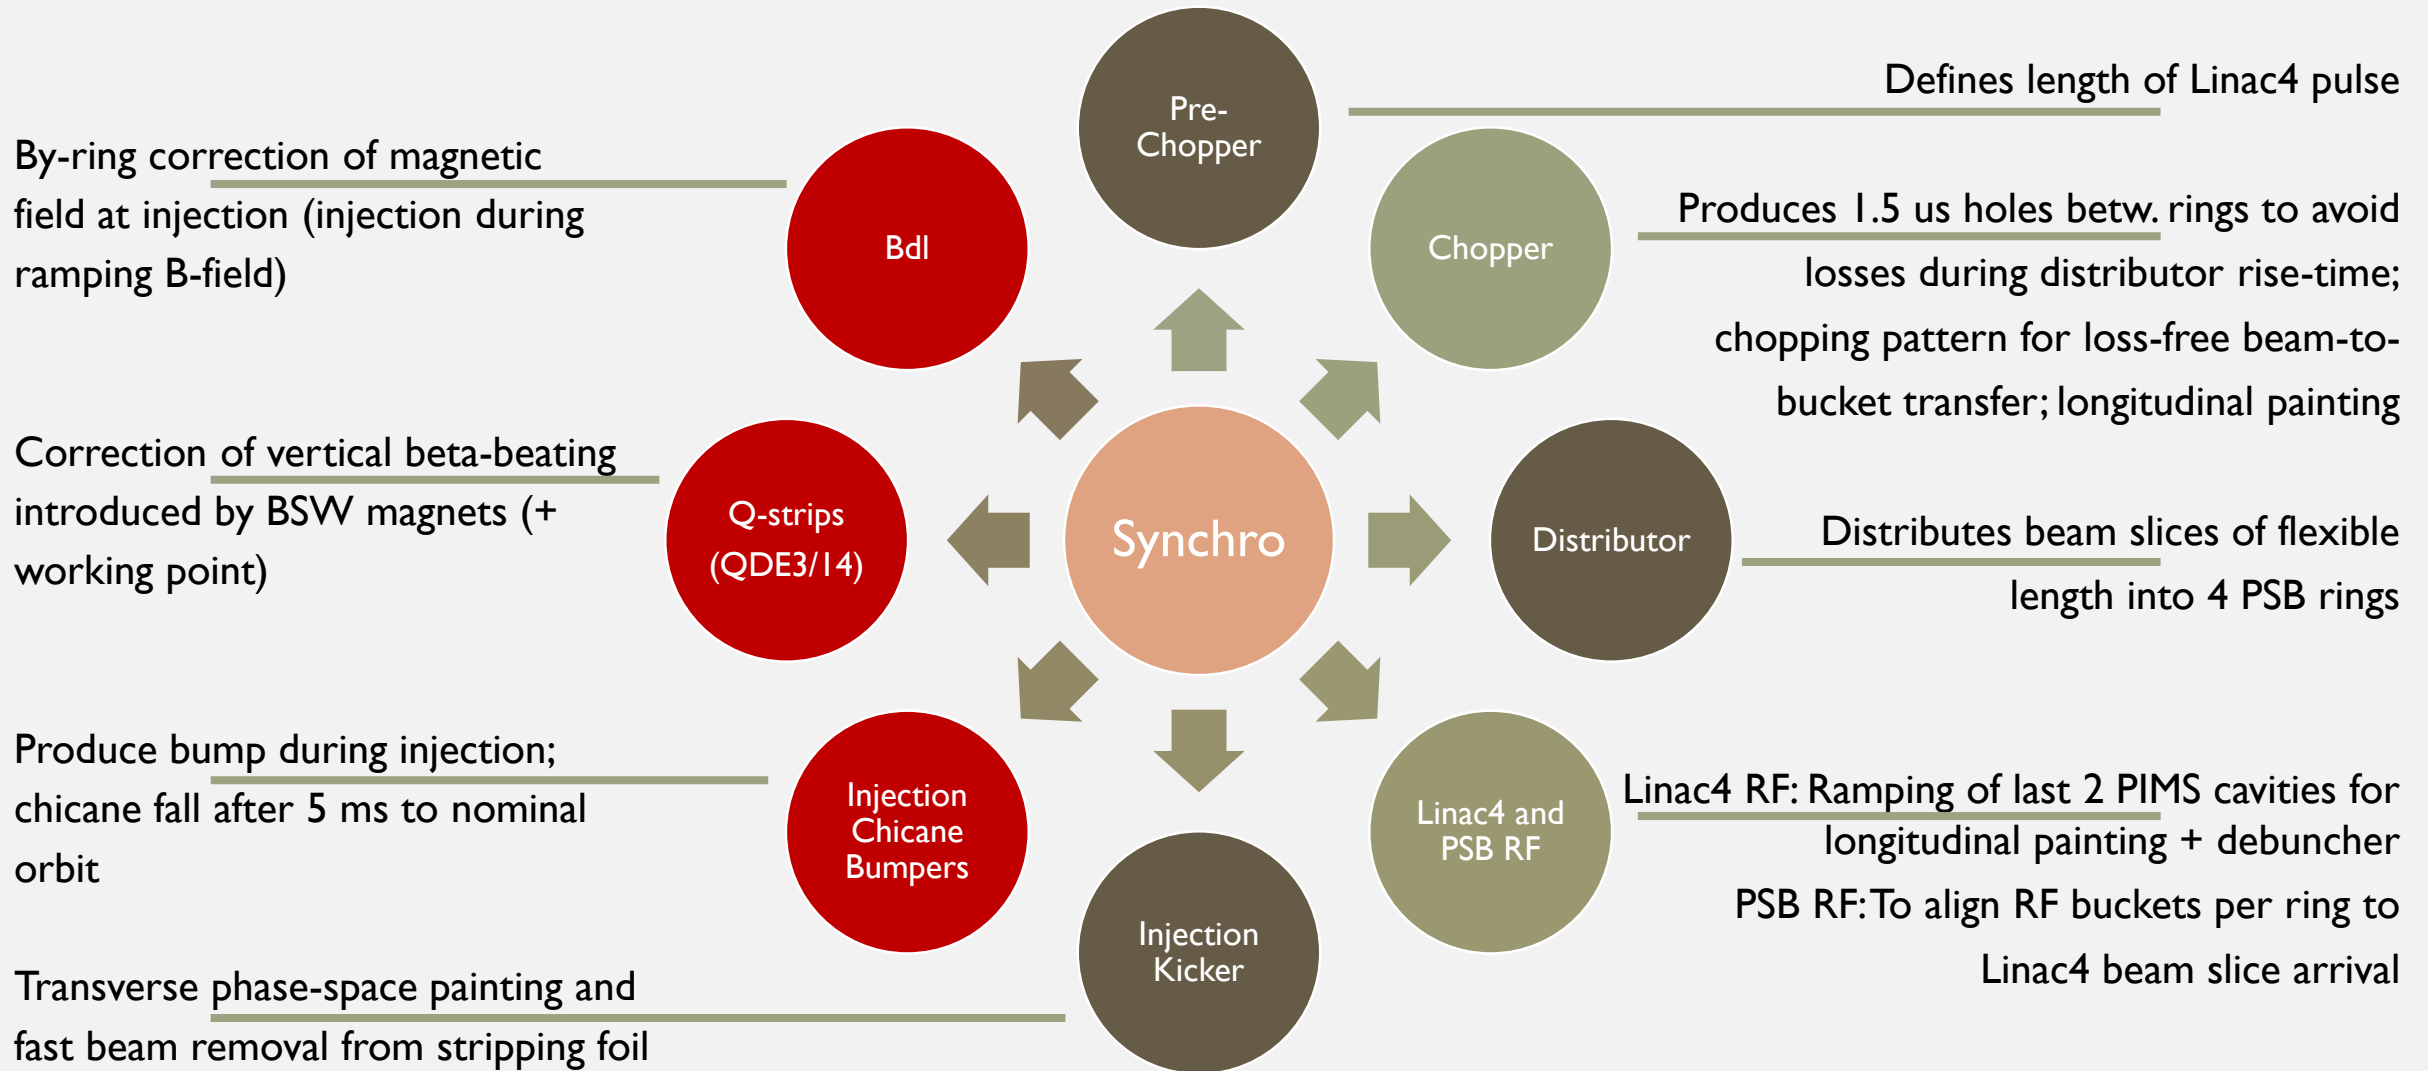 Pre-
Chopper
Defines length of Linac4 pulse
Chopper
Produces 1.5 us holes betw. rings to avoid
losses during distributor rise-time;
chopping pattern for loss-free beam-to-
bucket transfer; longitudinal painting
Distributor
Distributes beam slices of flexible
length into 4 PSB rings
Linac4 and
PSB RF
Linac4 RF: Ramping of last 2 PIMS cavities for
longitudinal painting + debuncher
PSB RF: To align RF buckets per ring to
Linac4 beam slice arrival
Injection
Kicker
Transverse phase-space painting and
fast beam removal from stripping foil
Injection
Chicane
Bumpers
Produce bump during injection;
chicane fall after 5 ms to nominal
orbit
Q-strips
(QDE3/14)
Correction of vertical beta-beating
introduced by BSW magnets (+
working point)
Bdl
By-ring correction of magnetic
field at injection (injection during
ramping B-field)
Synchro